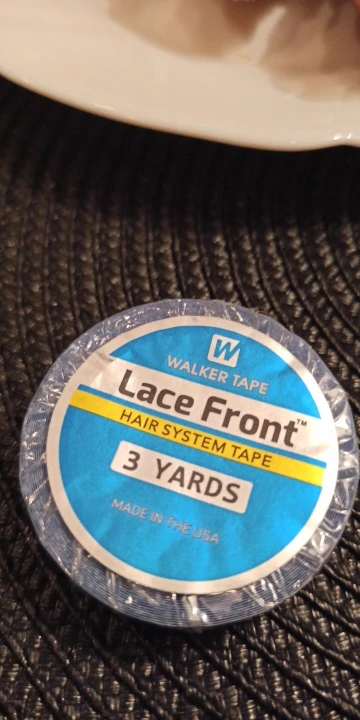 W
WALKER TAPE
Lace Front™
HAIR SYSTEM TAPE
3 YARDS
MADE IN THE USA